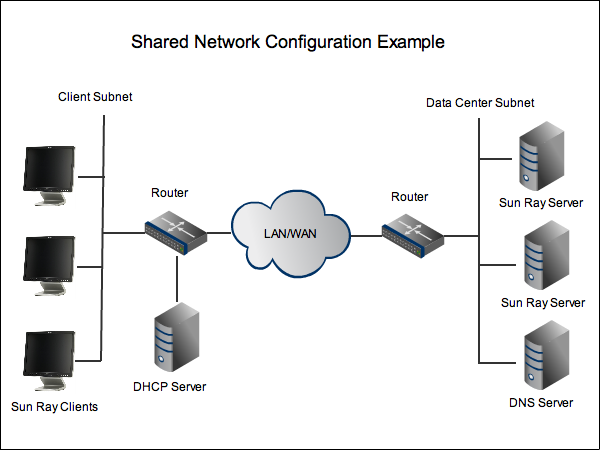 Shared Network Configuration Example
Client Subnet
Data Center Subnet
Router
Router
Sun Ray Server
LAN/WAN
Sun Ray Server
DHCP Server
Sun Ray Clients
DNS Server